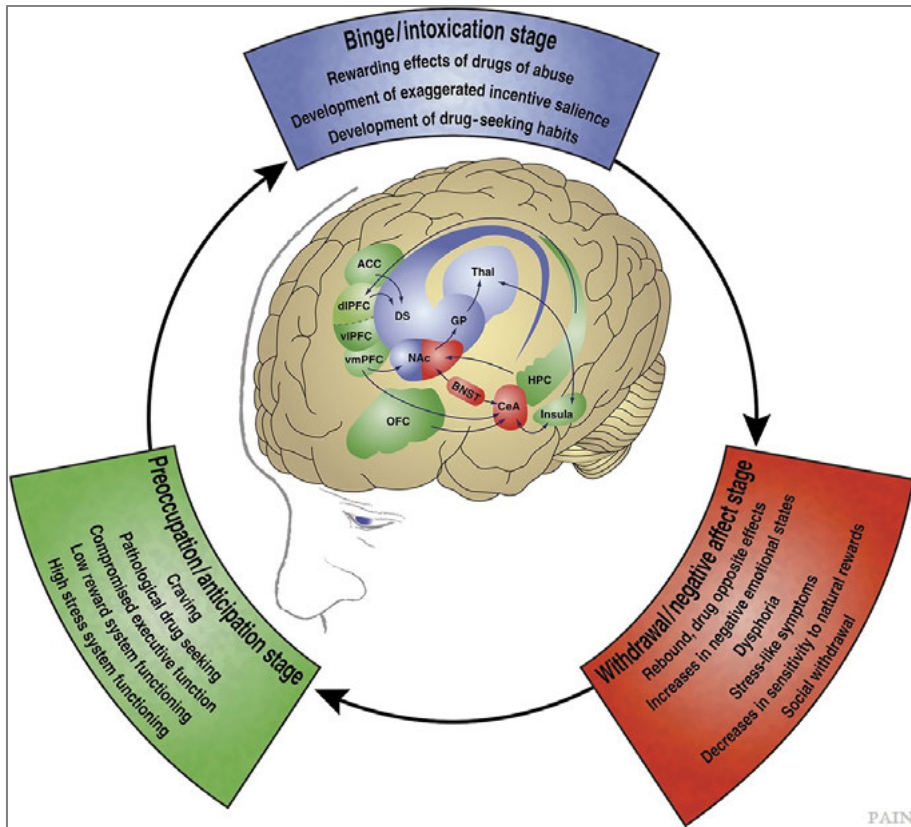 Binge/intoxication stage
Rewarding effects of drugs of abuse
Development of exaggerated incentive salience
Development of drug-seeking habits
ACC
dlPFC
vlPFC
vmPFC
DS
GP
Thal
NAc
BNST
CeA
HPC
Insula
OFC
Withdrawal/negative affect stage
Rebound, drug opposite effects
Increases in negative emotional states
Dysphoria
Stress-like symptoms
Decreases in sensitivity to natural rewards
Social withdrawal
Preoccupation/anticipation stage
Craving
Pathological drug seeking
Compromised executive function
Low reward system functioning
High stress system functioning
PAIN